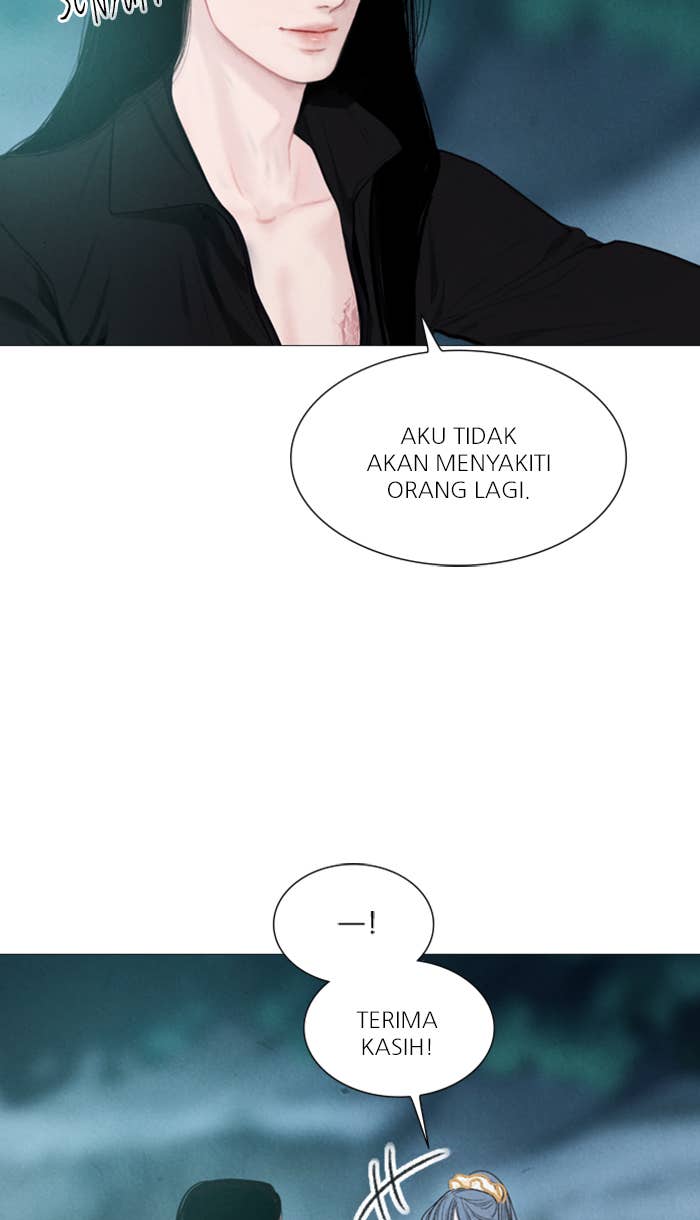 AKU TIDAK
AKAN MENYAKITI
ORANG LAGI.
—!
TERIMA
KASIH!